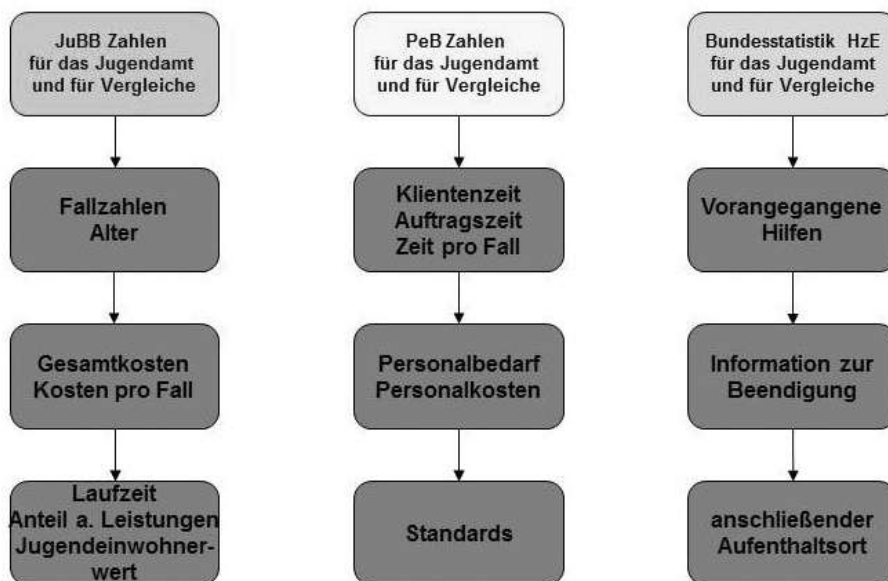 JuBB Zahlen
für das Jugendamt
und für Vergleiche
Fallzahlen
Alter
Gesamtkosten
Kosten pro Fall
Laufzeit
Anteil a. Leistungen
Jugendeinwohner-
wert
PeB Zahlen
für das Jugendamt
und für Vergleiche
Klientenzeit
Auftragszeit
Zeit pro Fall
Personalbedarf
Personalkosten
Standards
Bundesstatistik HzE
für das Jugendamt
und für Vergleiche
Vorangegangene
Hilfen
Information zur
Beendigung
anschließender
Aufenthaltsort